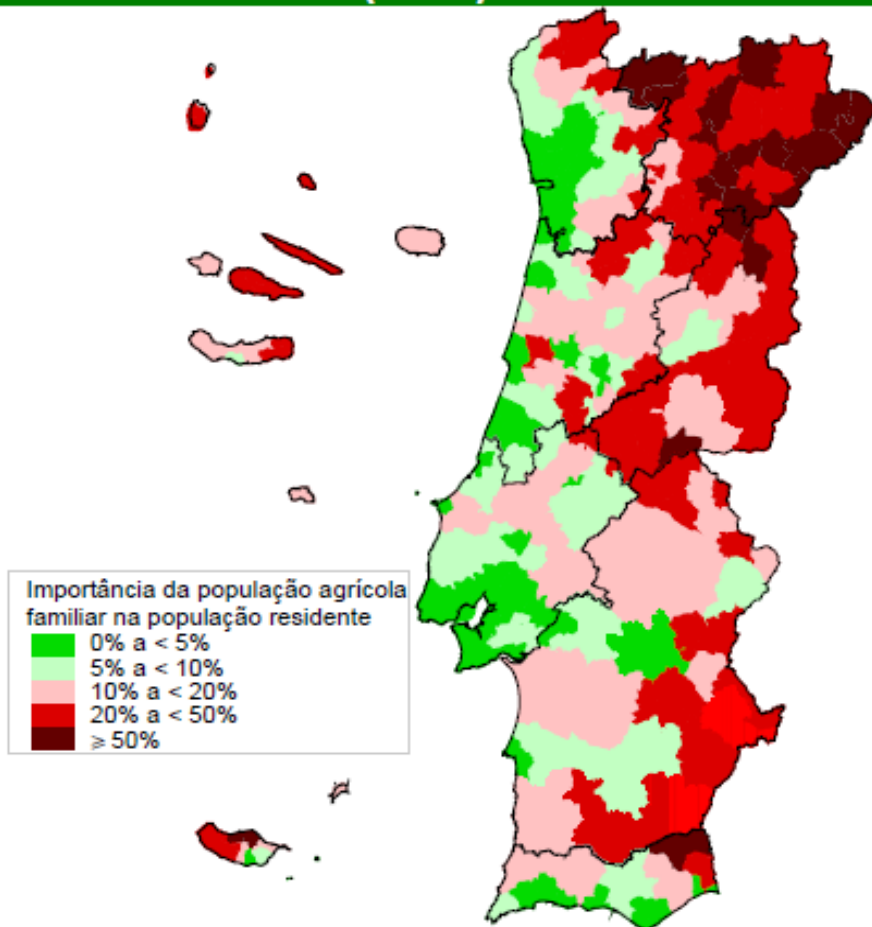 Importância da população agrícola
familiar na população residente
0% a < 5%
5% a < 10%
10% a < 20%
20% a < 50%
≥ 50%